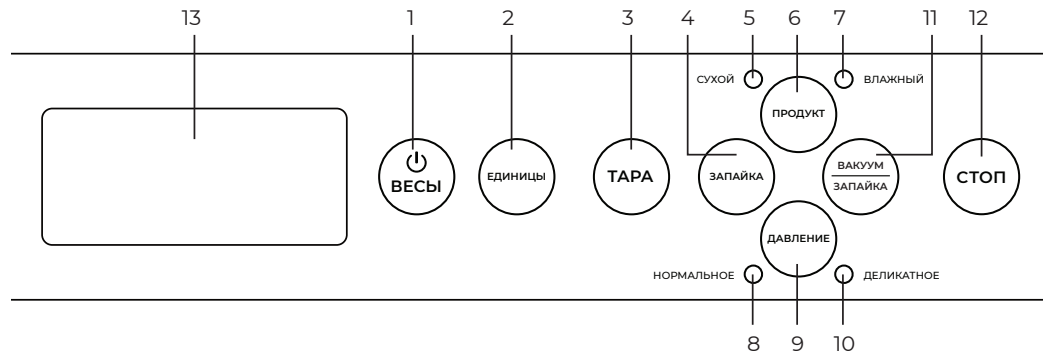 13 1 2 3 4 5 6 7 11 12
СУХОЙ ВЛАЖНЫЙ
ПРОДУКТ
ВЕСЫ ЕДИНИЦЫ ТАРА ЗАПАЙКА ВАКУУМ СТОП
ЗАПАЙКА
ДАВЛЕНИЕ
НОРМАЛЬНОЕ ДЕЛИКАТНОЕ
8 9 10